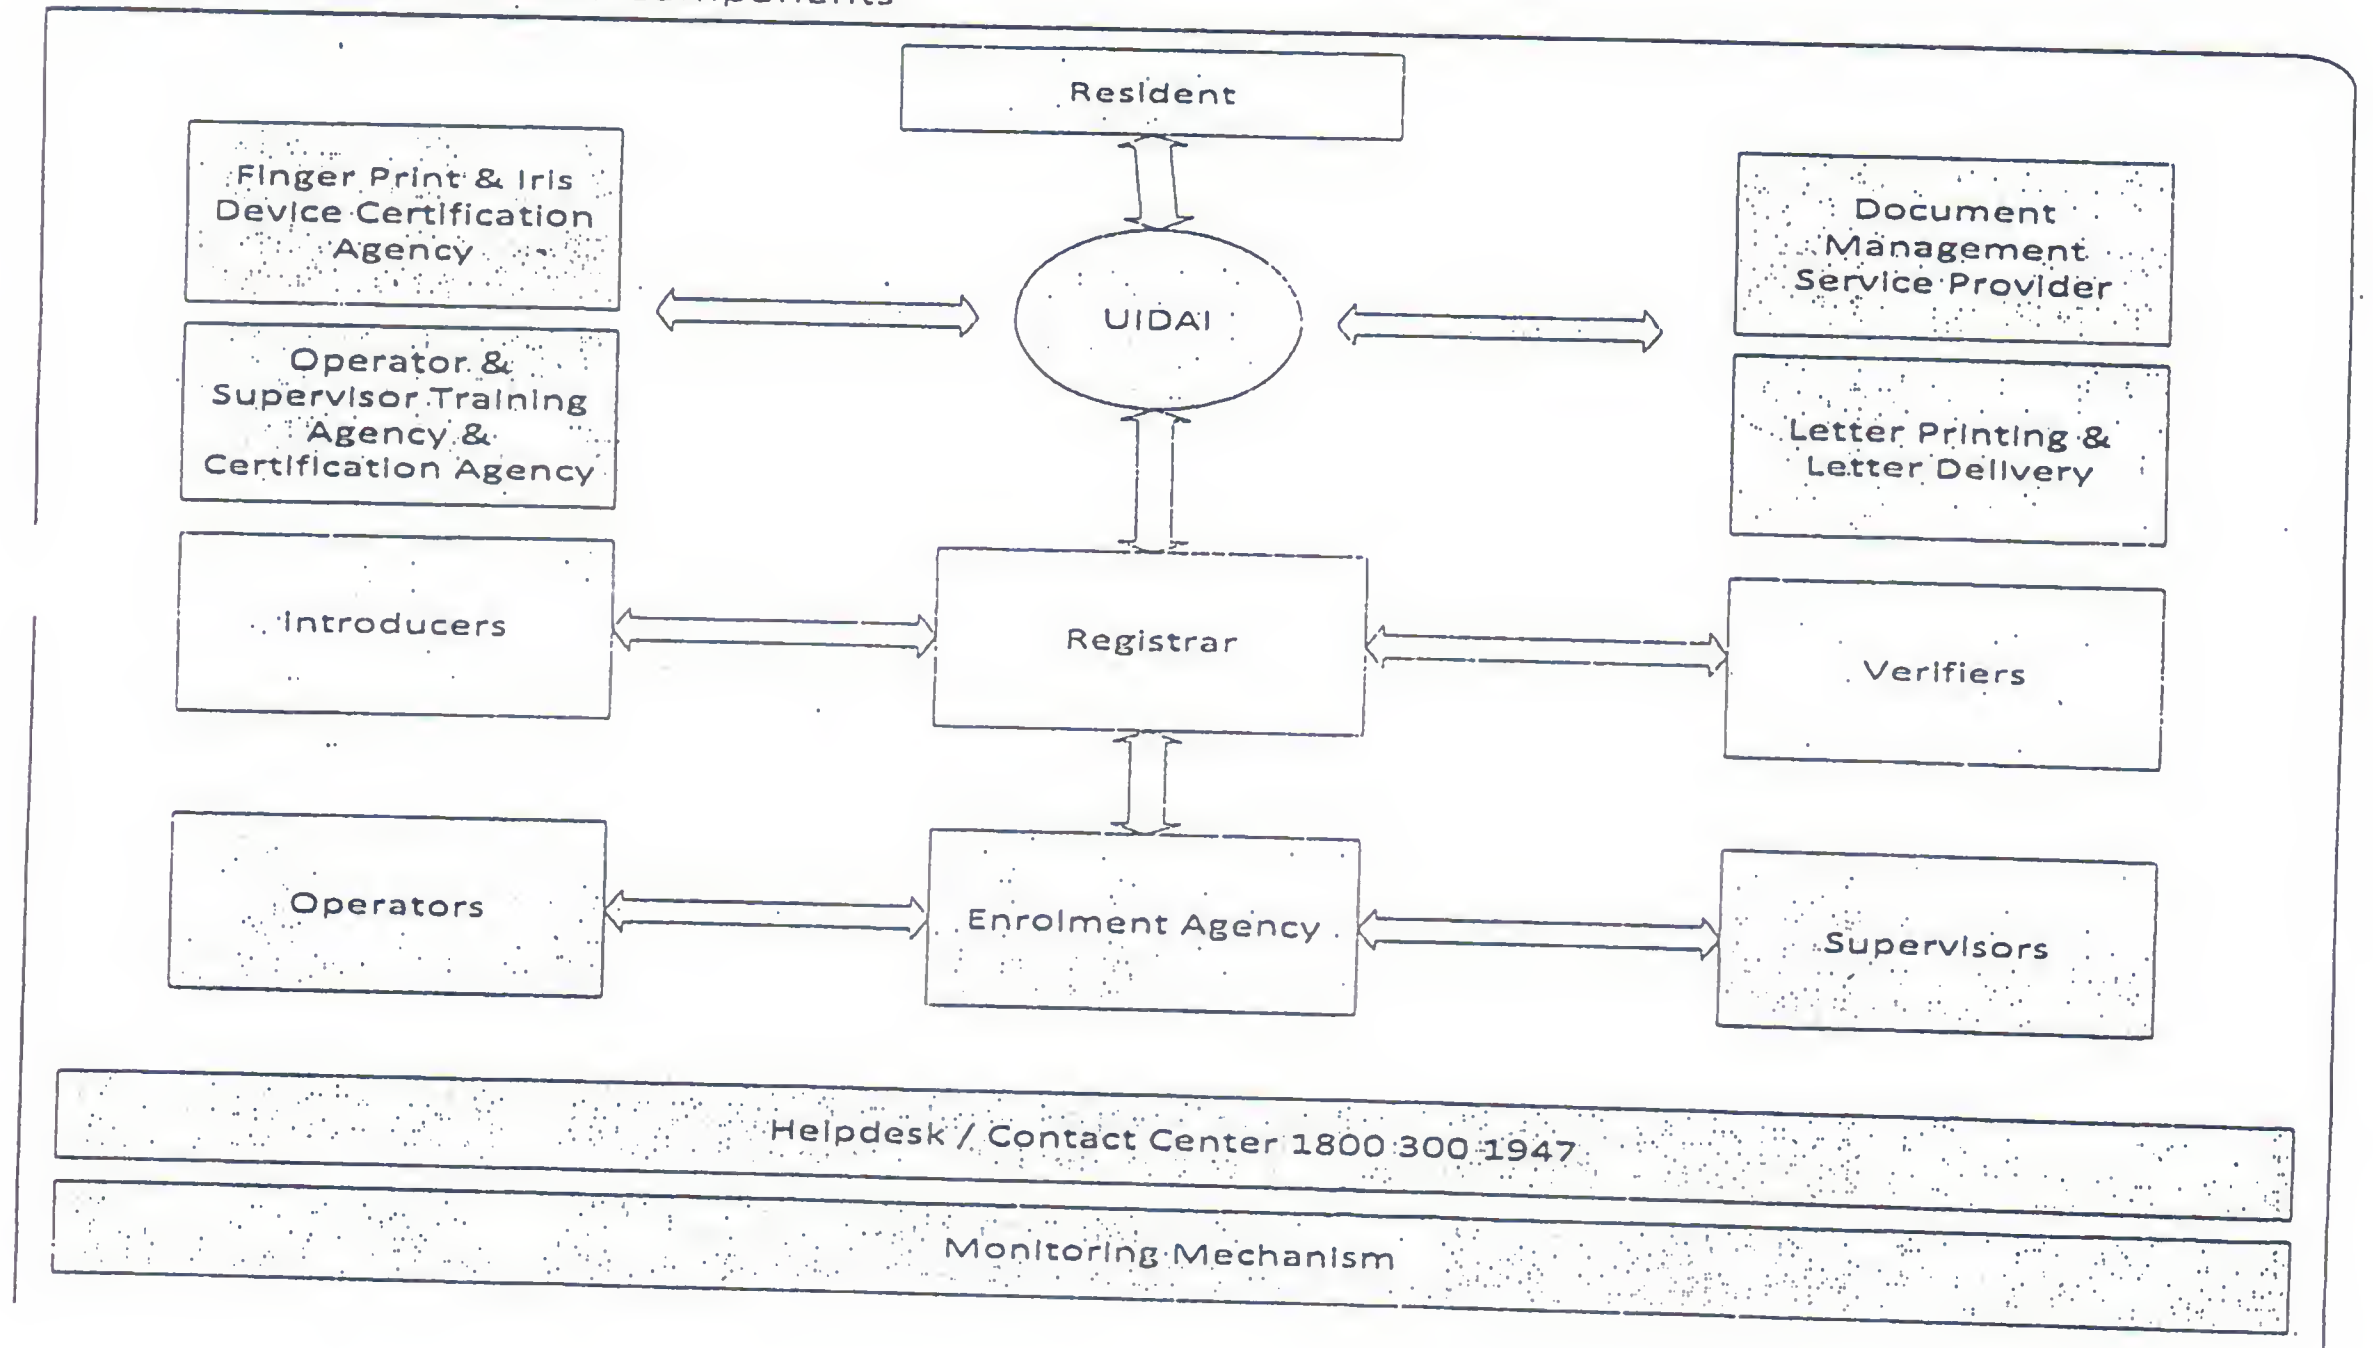 Resident
Finger Print & Iris
Device Certification
Agency
Document
Management
Service Provider
UIDAI
Operator &
Supervisor Training
Agency &
Certification Agency
Letter Printing &
Letter Delivery
Introducers
Registrar
Verifiers
Operators
Enrolment Agency
Supervisors
Helpdesk / Contact Center 1800 300 1947
Monitoring Mechanism